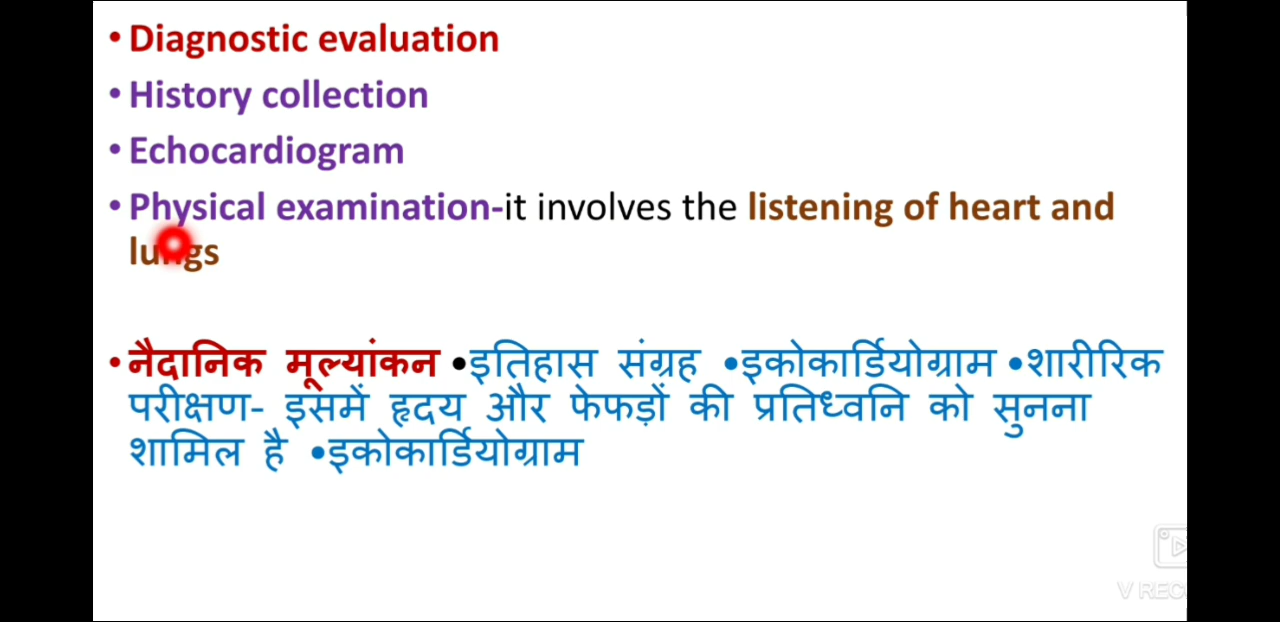 • Diagnostic evaluation
• History collection
• Echocardiogram
• Physical examination-it involves the listening of heart and
lungs
• नैदानिक मूल्यांकन •इतिहास संग्रह •इकोकार्डियोग्राम •शारीरिक
परीक्षण- इसमें हृदय और फेफड़ों की प्रतिध्वनि को सुनना
शामिल है •इकोकार्डियोग्राम